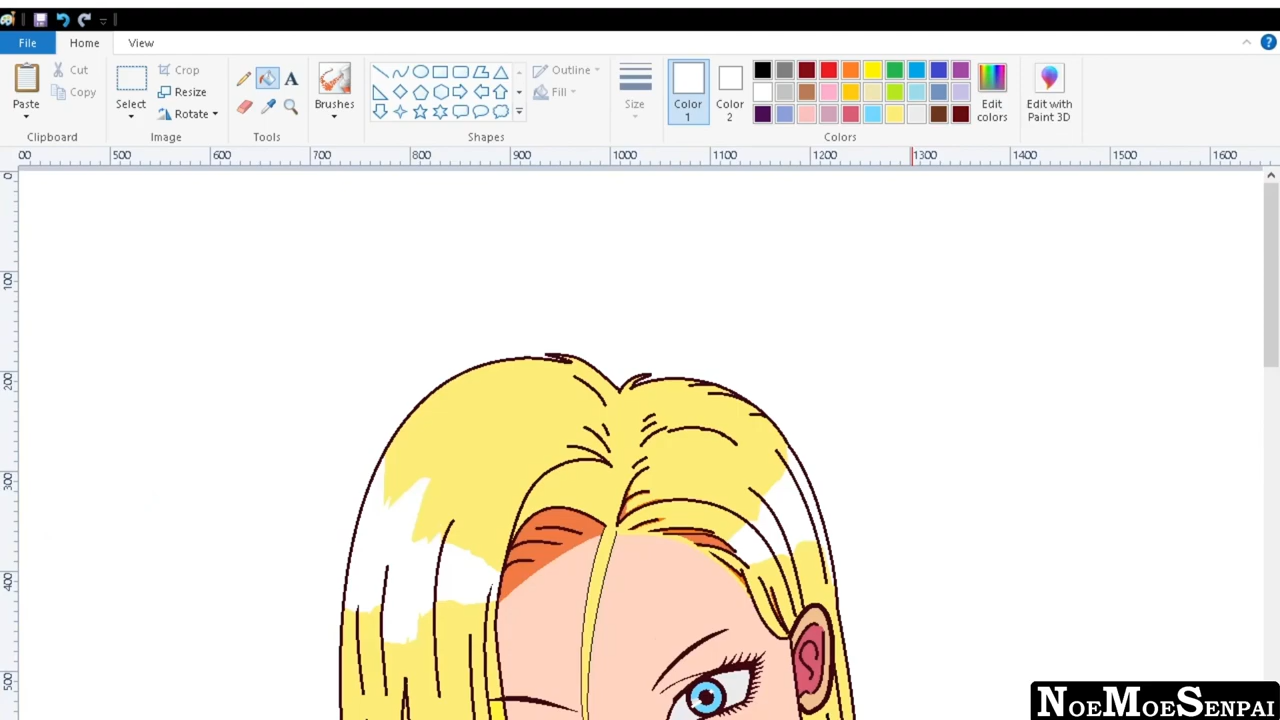 File Home View
Paste
Cut
Copy
Clipboard
Select
Crop
Resize
Rotate
Image
A
Tools
Brushes
Shapes
Outline
Fill
Size
Color
1
Color
2
Colors
Edit
colors
Edit with
Paint 3D
00 500 600 700 800 900 1000 1100 1200 1300 1400 1500 1600
0
100
200
300
400
500
NOEMOESENPAI